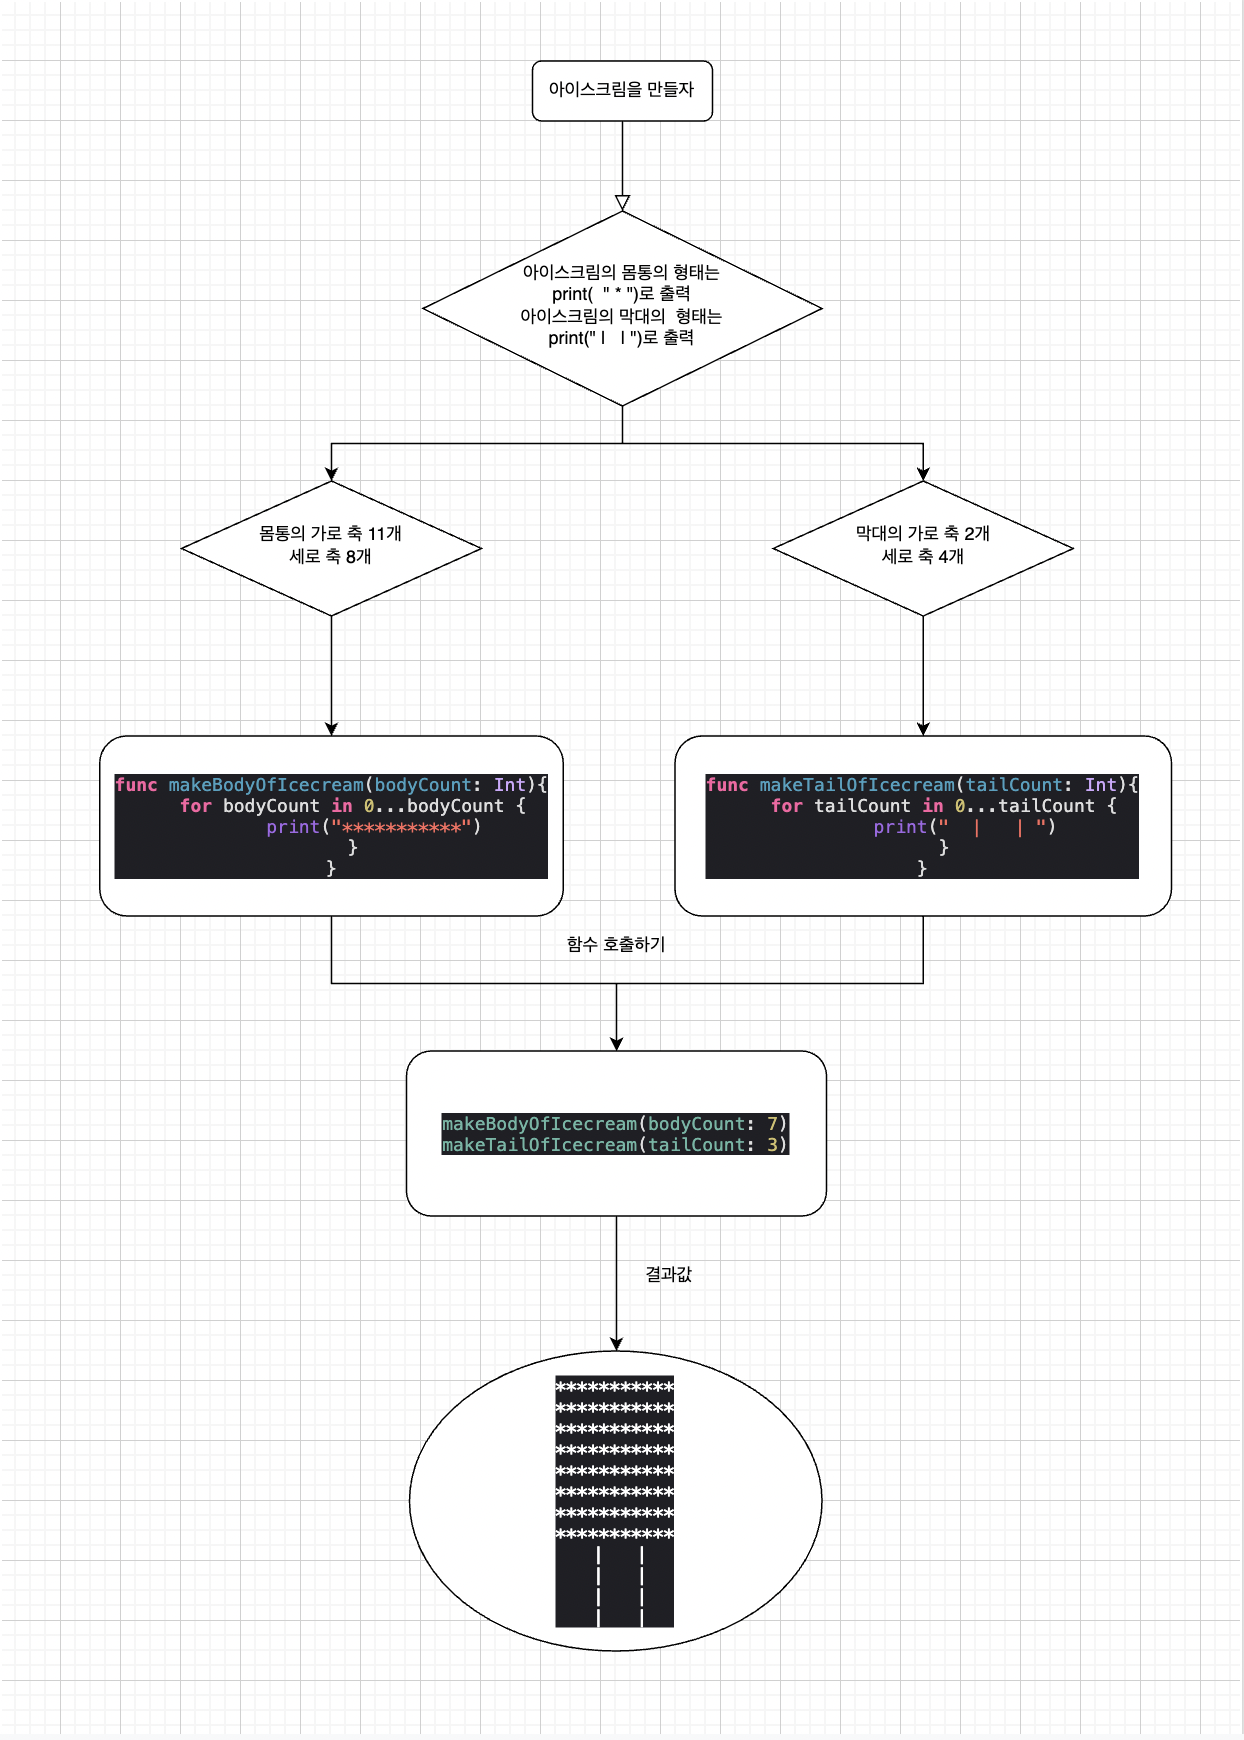 아이스크림을 만들자
아이스크림의 몸통의 형태는
print(  " * ")로 출력
아이스크림의 막대의  형태는
print(" |   | ")로 출력
몸통의 가로 축 11개
세로 축 8개
막대의 가로 축 2개
세로 축 4개
func makeBodyOfIcecream(bodyCount: Int){
for bodyCount in 0...bodyCount {
print("***********")
}
}
func makeTailOfIcecream(tailCount: Int){
for tailCount in 0...tailCount {
print("  |   | ")
}
}
함수 호출하기
makeBodyOfIcecream(bodyCount: 7)
makeTailOfIcecream(tailCount: 3)
결과값
***********
***********
***********
***********
***********
***********
***********
***********
    |   |
    |   |
    |   |
    |   |